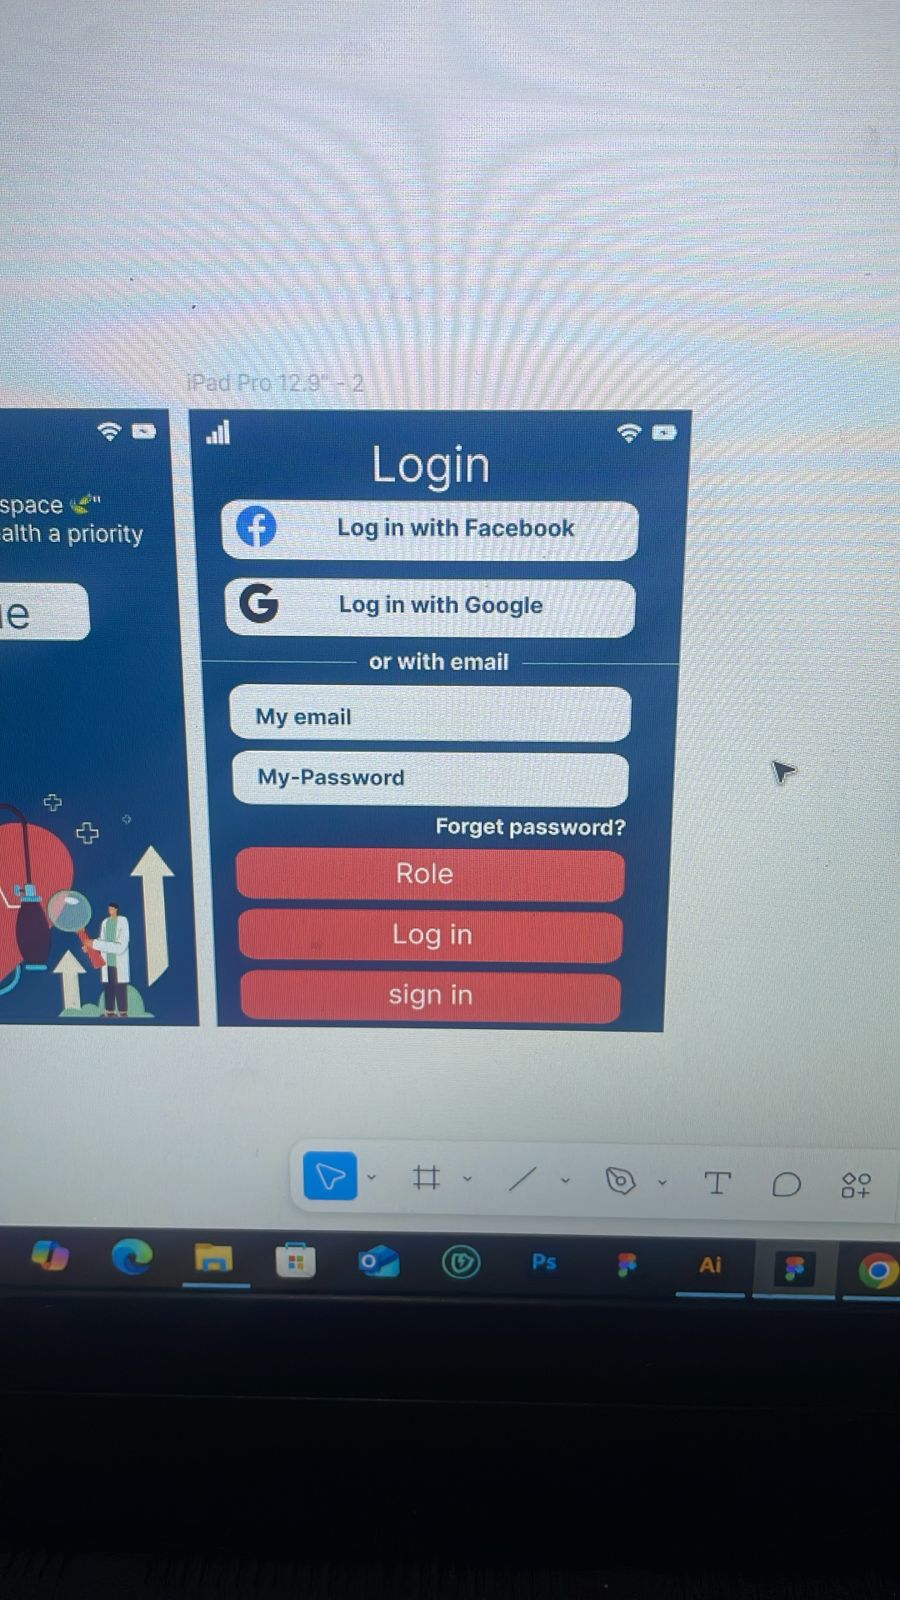 iPad Pro 12.9" - 2
space 🌿"
alth a priority
e
Login
Log in with Facebook
Log in with Google
or with email
My email
My-Password
Forget password?
Role
Log in
sign in
T
Ps
Ai